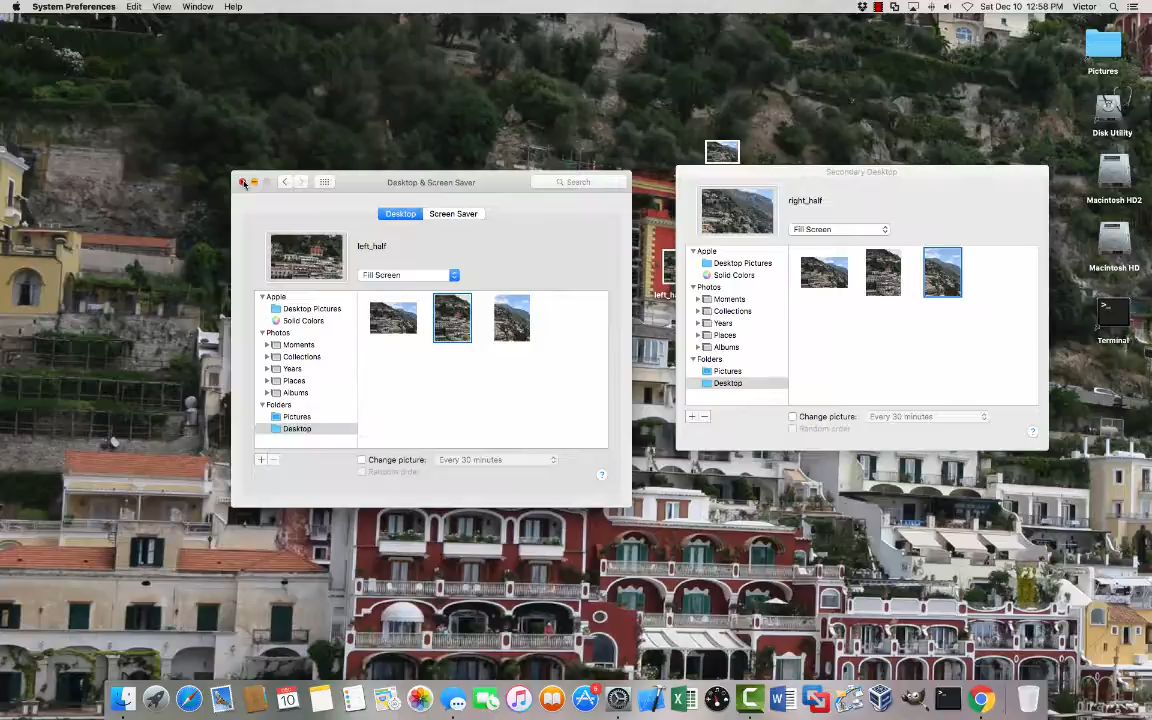 System Preferences Edit View Window Help Sat Dec 10 12:58 PM Victor
Pictures
Disk Utility
Macintosh HD2
Macintosh HD
Terminal
Desktop & Screen Saver
Search
Desktop Screen Saver
left_half
Fill Screen
Apple
Desktop Pictures
Solid Colors
Photos
Moments
Collections
Years
Places
Albums
Folders
Pictures
Desktop
+ −
Change picture: Every 30 minutes
Random order
?
Secondary Desktop
right_half
Fill Screen
Apple
Desktop Pictures
Solid Colors
Photos
Moments
Collections
Years
Places
Albums
Folders
Pictures
Desktop
+ −
Change picture: Every 30 minutes
Random order
?
10
6